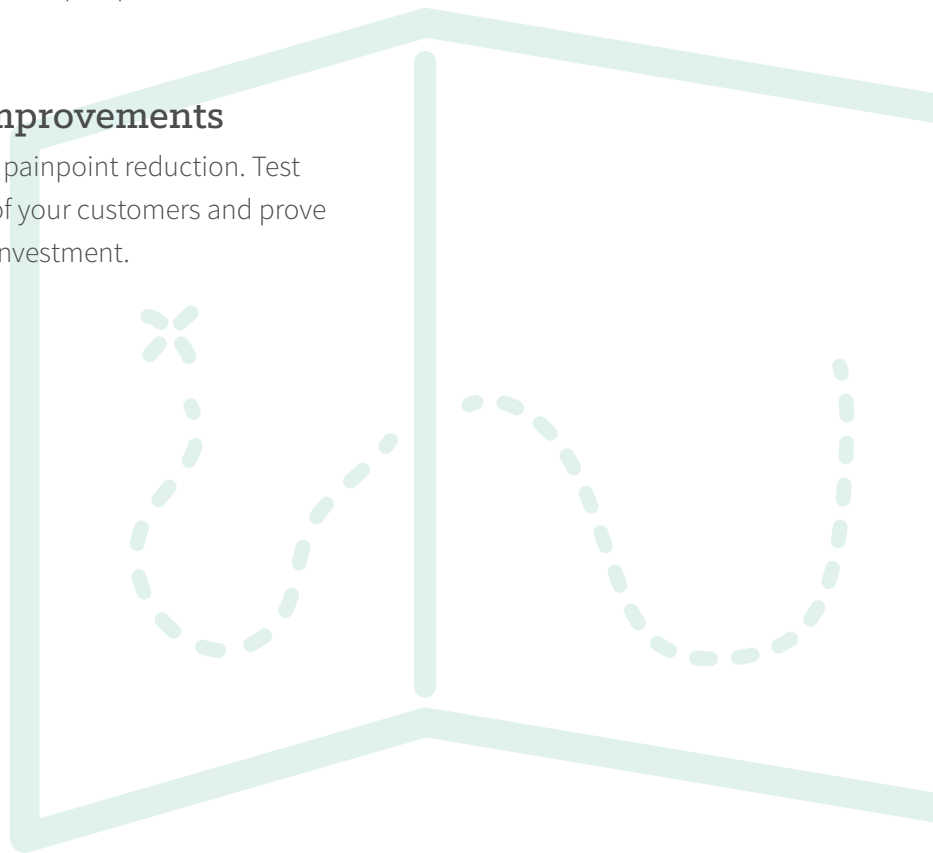 nprovements
painpoint reduction. Test
of your customers and prove
nvestment.